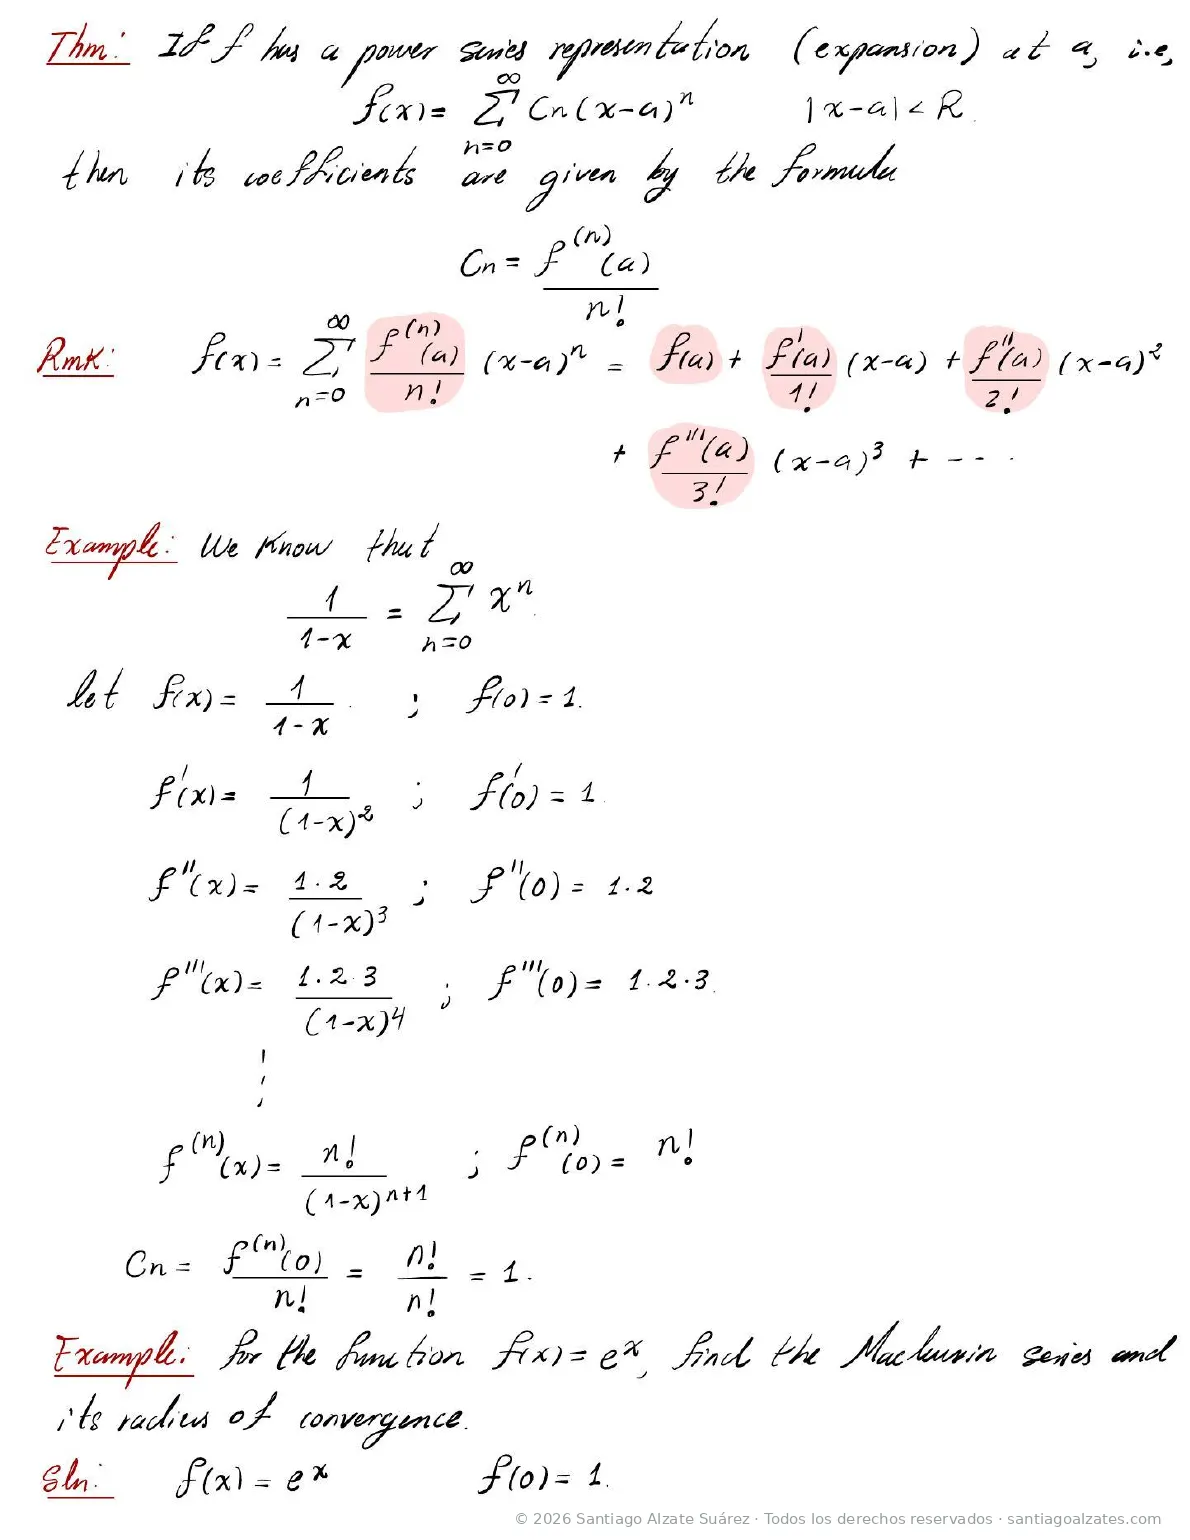 Thm: If f has a power series representation (expansion) at a, i.e,
f(x) = ∑_{n=0}^{∞} Cn (x-a)^n    |x-a| < R.
then its coefficients are given by the formula
Cn = f^(n)(a) / n!
Rmk: f(x) = ∑_{n=0}^{∞} f^(n)(a)/n! (x-a)^n = f(a) + f'(a)/1! (x-a) + f''(a)/2! (x-a)^2
+ f'''(a)/3! (x-a)^3 + ---.
Example: We know that
1/(1-x) = ∑_{n=0}^{∞} x^n.
let f(x) = 1/(1-x). ; f(0) = 1.
f'(x) = 1/(1-x)^2 ; f'(0) = 1.
f''(x) = 1·2/(1-x)^3 ; f''(0) = 1·2
f'''(x) = 1·2·3/(1-x)^4 ; f'''(0) = 1·2·3.
⋮
f^(n)(x) = n!/(1-x)^{n+1} ; f^(n)(0) = n!
Cn = f^(n)(0)/n! = n!/n! = 1.
Example: for the function f(x) = e^x, find the Maclaurin series and
its radius of convergence.
Sln: f(x) = e^x    f(0) = 1.
© 2026 Santiago Alzate Suárez · Todos los derechos reservados · santiagoalzates.com